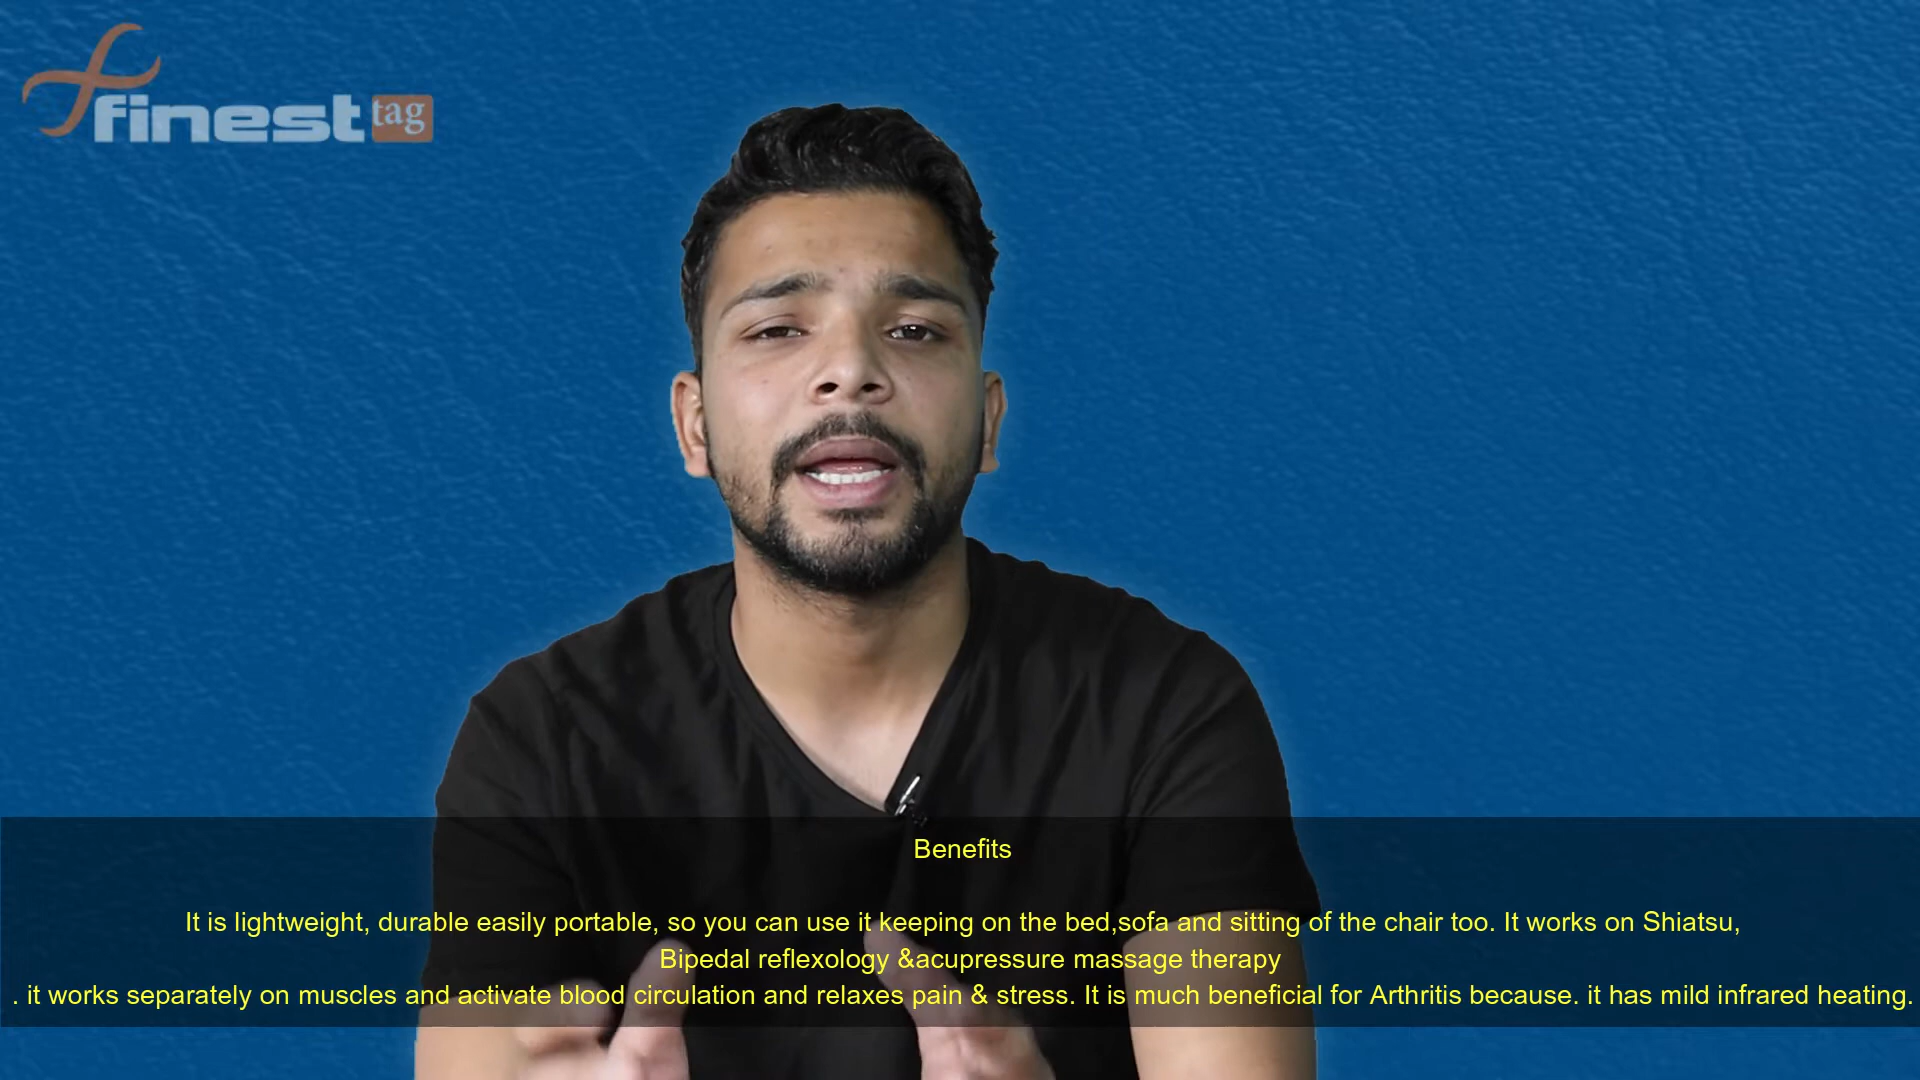 finest tag
Benefits
It is lightweight, durable easily portable, so you can use it keeping on the bed,sofa and sitting of the chair too. It works on Shiatsu,
Bipedal reflexology &acupressure massage therapy
. it works separately on muscles and activate blood circulation and relaxes pain & stress. It is much beneficial for Arthritis because. it has mild infrared heating.